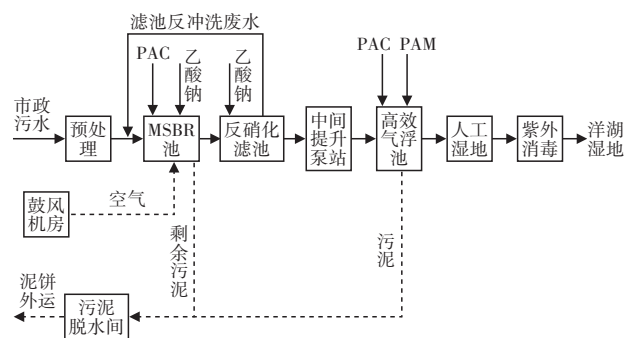 滤池反冲洗废水
PAC
乙
酸
钠
乙
酸
钠
PAC PAM
市政
污水
预处
理
MSBR
池
反硝化
滤池
中间
提升
泵站
高效
气浮
池
人工
湿地
紫外
消毒
洋湖
湿地
鼓风
机房
空气
剩
余
污
泥
污
泥
泥饼
外运
污泥
脱水间